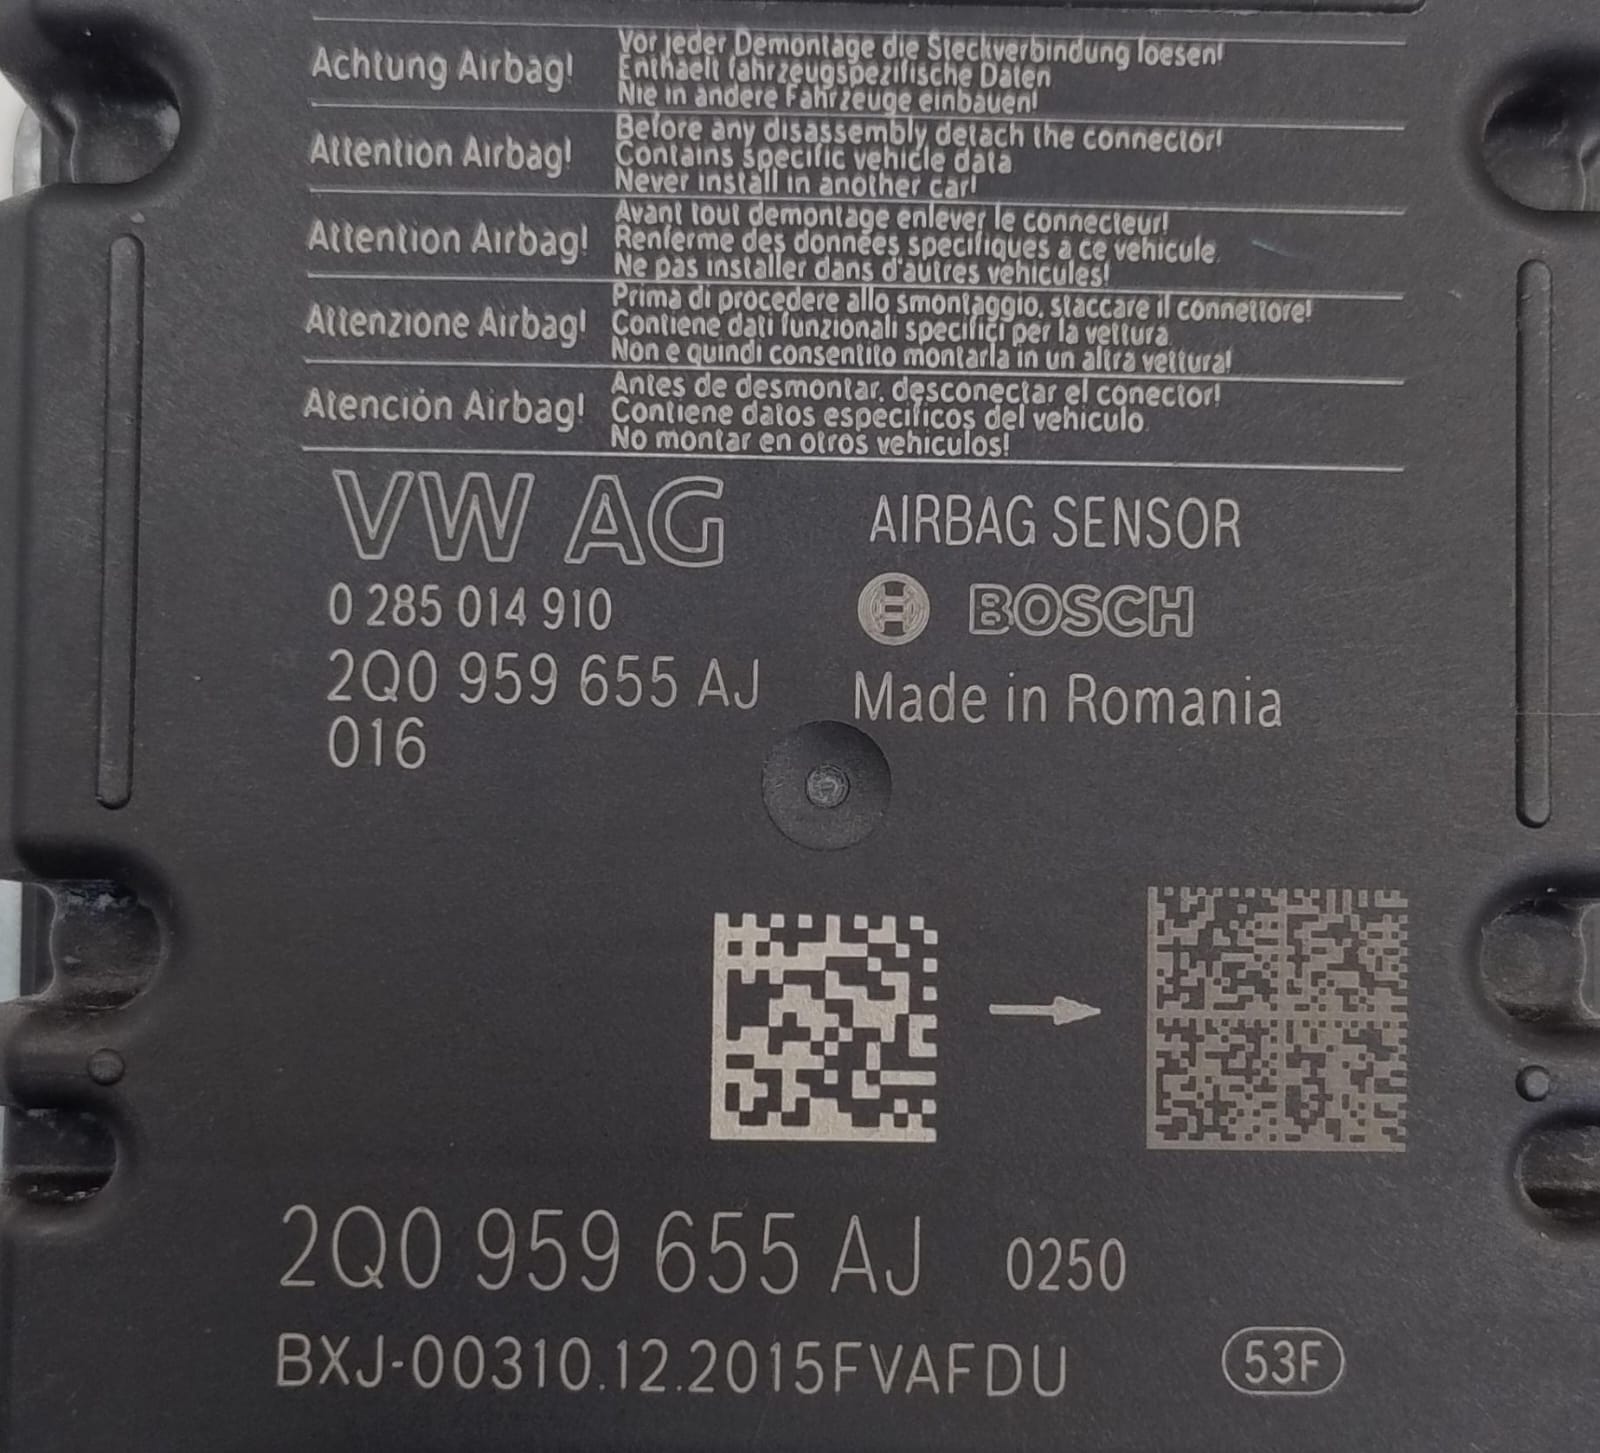 Achtung Airbag!
Vor jeder Demontage die Steckverbindung loesen!
Enthaelt fahrzeugspezifische Daten
Nie in andere Fahrzeuge einbauen!
Attention Airbag!
Before any disassembly detach the connector!
Contains specific vehicle data
Never install in another car!
Attention Airbag!
Avant tout demontage enlever le connecteur!
Renferme des données specifiques a ce vehicule
Ne pas installer dans d'autres vehicules!
Attenzione Airbag!
Prima di procedere allo smontaggio, staccare il connettore!
Contiene dati funzionali specifici per la vettura
Non e quindi consentito montarla in un altra vettura!
Atención Airbag!
Antes de desmontar, desconectar el conector!
Contiene datos especificos del vehiculo
No montar en otros vehiculos!
VW AG
AIRBAG SENSOR
0 285 014 910
BOSCH
2Q0 959 655 AJ
Made in Romania
016
2Q0 959 655 AJ 0250
BXJ-00310.12.2015FVAFDU 53F